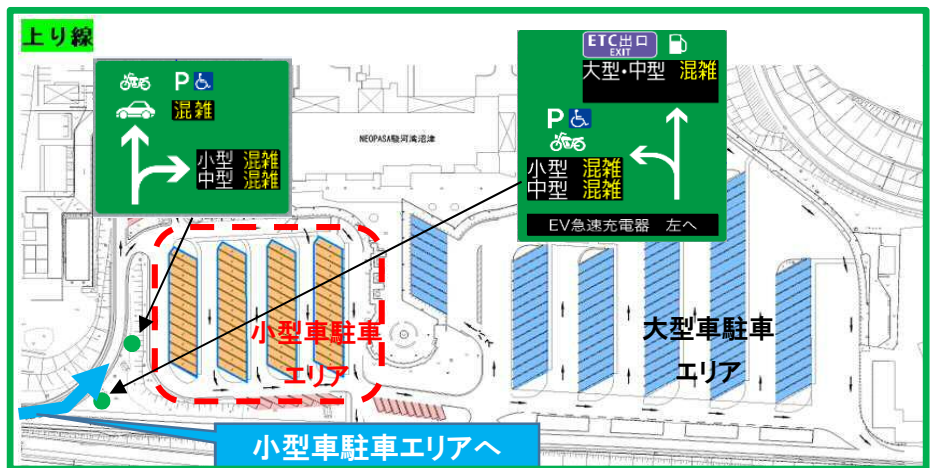 上り線
P
混雑
小型 混雑
中型 混雑
ETC出口
EXIT
大型・中型 混雑
P
小型 混雑
中型 混雑
EV急速充電器 左へ
NEOPASA駿河湾沼津
小型車駐車
エリア
大型車駐車
エリア
小型車駐車エリアへ